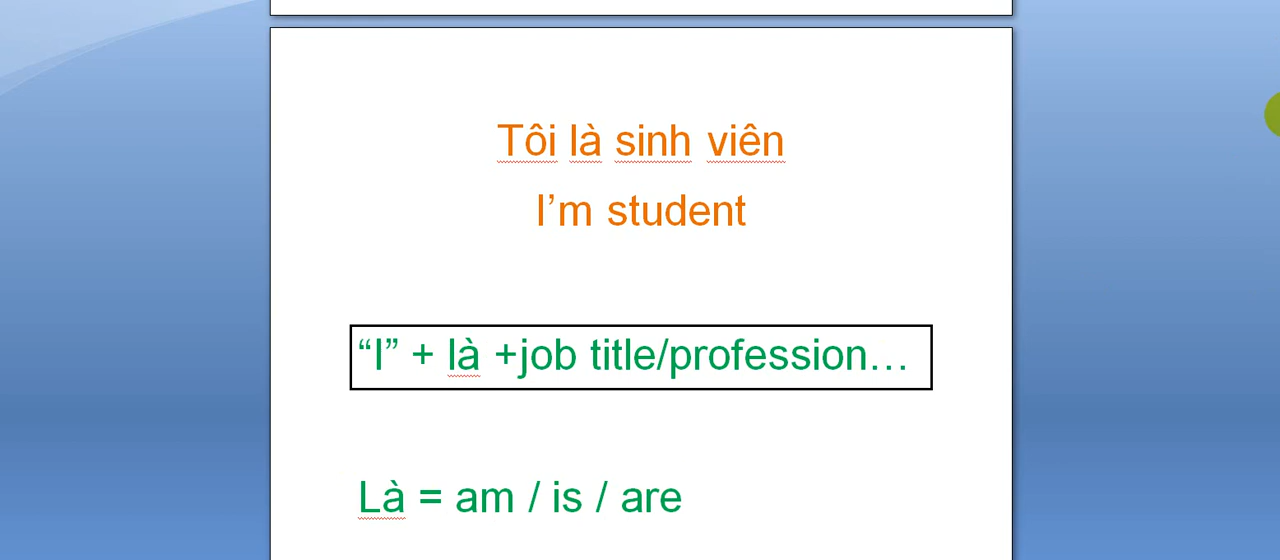 Tôi là sinh viên
I’m student
“I” + là +job title/profession…
Là = am / is / are